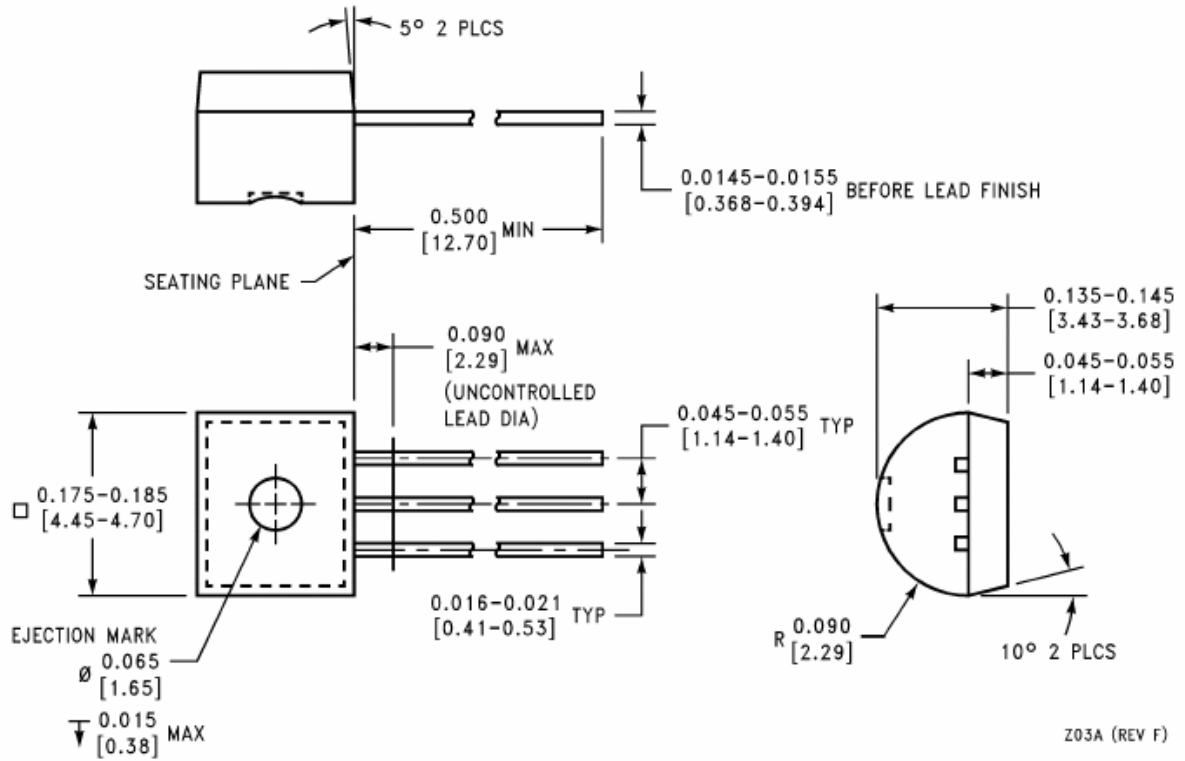 5° 2 PLCS
0.0145-0.0155
[0.368-0.394]
BEFORE LEAD FINISH
0.500
[12.70]
MIN
SEATING PLANE
0.090
[2.29]
MAX
(UNCONTROLLED
LEAD DIA)
0.045-0.055
[1.14-1.40]
TYP
0.135-0.145
[3.43-3.68]
0.045-0.055
[1.14-1.40]
□ 0.175-0.185
[4.45-4.70]
0.016-0.021
[0.41-0.53]
TYP
EJECTION MARK
Ø 0.065
[1.65]
0.015
[0.38]
MAX
R 0.090
[2.29]
10° 2 PLCS
Z03A (REV F)